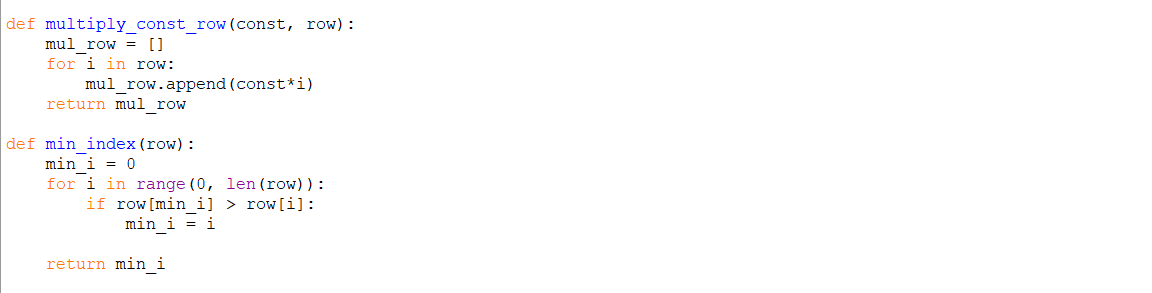 def multiply_const_row(const, row):
    mul_row = []
    for i in row:
        mul_row.append(const*i)
    return mul_row

def min_index(row):
    min_i = 0
    for i in range(0, len(row)):
        if row[min_i] > row[i]:
            min_i = i

    return min_i